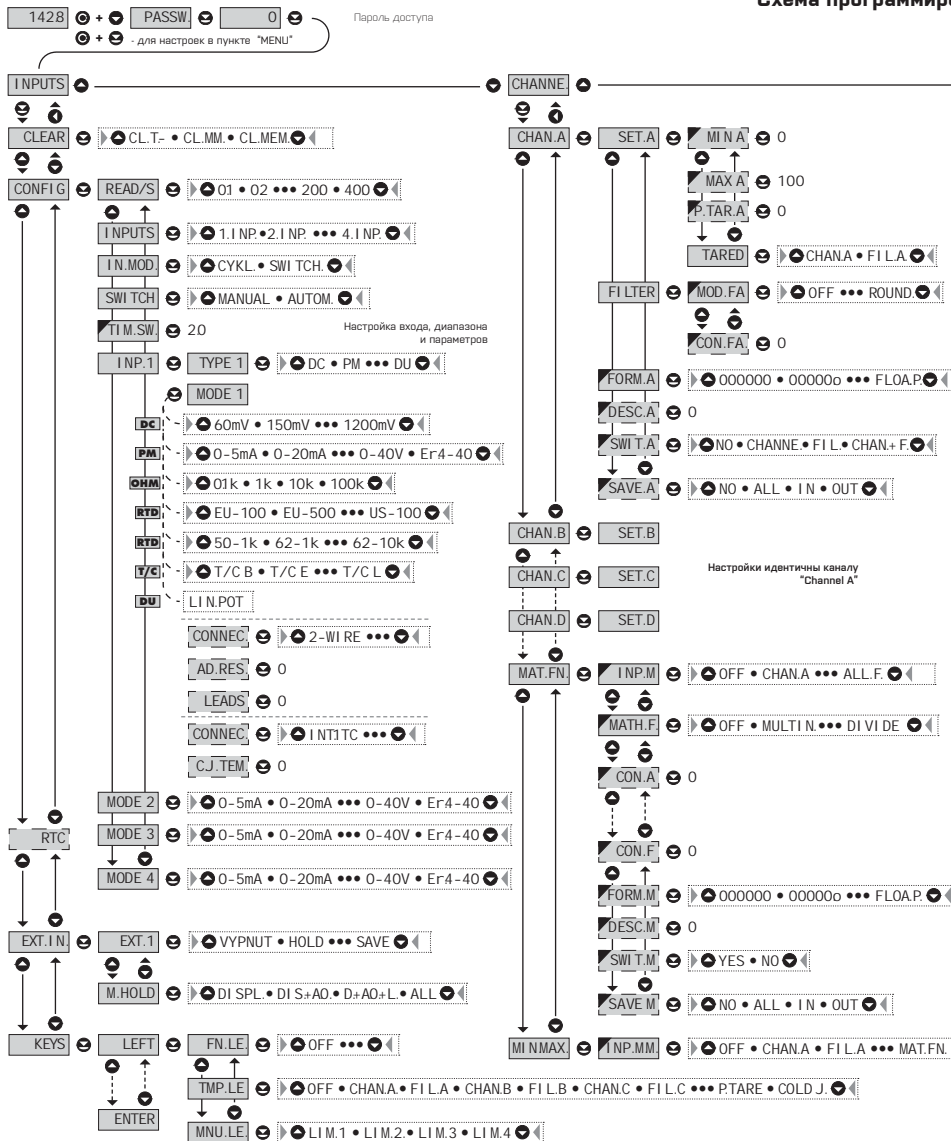 Схема программиро
1428 + PASSW. 0 Пароль доступа
+ - для настроек в пункте "MENU"
INPUTS CHANNE.
CLEAR CL.T.- • CL.MM. • CL.MEM. CHAN.A SET.A MIN A 0
MAX A 100
CONFIG READ/S 01 • 02 ••• 200 • 400 P.TAR.A 0
INPUTS 1.INP. • 2.INP. ••• 4.INP. TARED CHAN.A • FIL.A.
IN.MOD. CYKL. • SWITCH. FILTER MOD.FA OFF ••• ROUND.
SWITCH MANUAL • AUTOM. CON.FA. 0
TIM.SW. 20 Настройка входа, диапазона
и параметров
INP.1 TYPE 1 DC • PM ••• DU FORM.A 000000 • 00000o ••• FLOA.P.
MODE 1 DESC.A 0
DC 60mV • 150mV ••• 1200mV SWIT.A NO • CHANNE. • FIL. • CHAN.+ F.
PM 0-5mA • 0-20mA ••• 0-40V • Er4-40 SAVE.A NO • ALL • IN • OUT
OHM 01k • 1k • 10k • 100k
RTD EU-100 • EU-500 ••• US-100 CHAN.B SET.B
RTD 50-1k • 62-1k ••• 62-10k
T/C T/C B • T/C E ••• T/C L CHAN.C SET.C Настройки идентичны каналу
"Channel A"
DU LIN.POT CHAN.D SET.D
CONNEC. 2-WIRE •••
AD.RES. 0 MAT.FN. INP.M OFF • CHAN.A ••• ALL.F.
LEADS 0
CONNEC. INT1TC ••• MATH.F. OFF • MULTIN. ••• DIVIDE
C.J.TEM. 0 CON.A 0
MODE 2 0-5mA • 0-20mA ••• 0-40V • Er4-40
RTC MODE 3 0-5mA • 0-20mA ••• 0-40V • Er4-40 CON.F 0
MODE 4 0-5mA • 0-20mA ••• 0-40V • Er4-40 FORM.M 000000 • 00000o ••• FLOA.P.
DESC.M 0
EXT.IN. EXT.1 VYPNUT • HOLD ••• SAVE SWIT.M YES • NO
M.HOLD DISPL. • DIS.+AO. • D+AO+L. • ALL SAVE M NO • ALL • IN • OUT
KEYS LEFT FN.LE. OFF ••• MINMAX. INP.MM. OFF • CHAN.A • FIL.A ••• MAT.FN.
TMP.LE OFF • CHAN.A • FIL.A • CHAN.B • FIL.B • CHAN.C • FIL.C ••• P.TARE • COLD J.
ENTER MNU.LE. LIM.1 • LIM.2. • LIM.3 • LIM.4